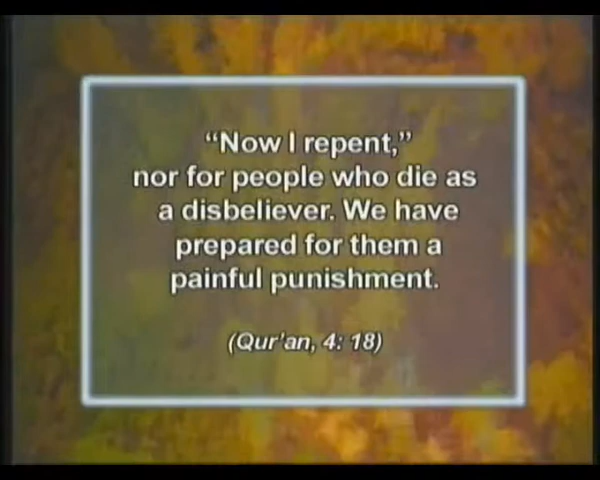 “Now I repent,”
nor for people who die as
a disbeliever. We have
prepared for them a
painful punishment.
(Qur'an, 4: 18)